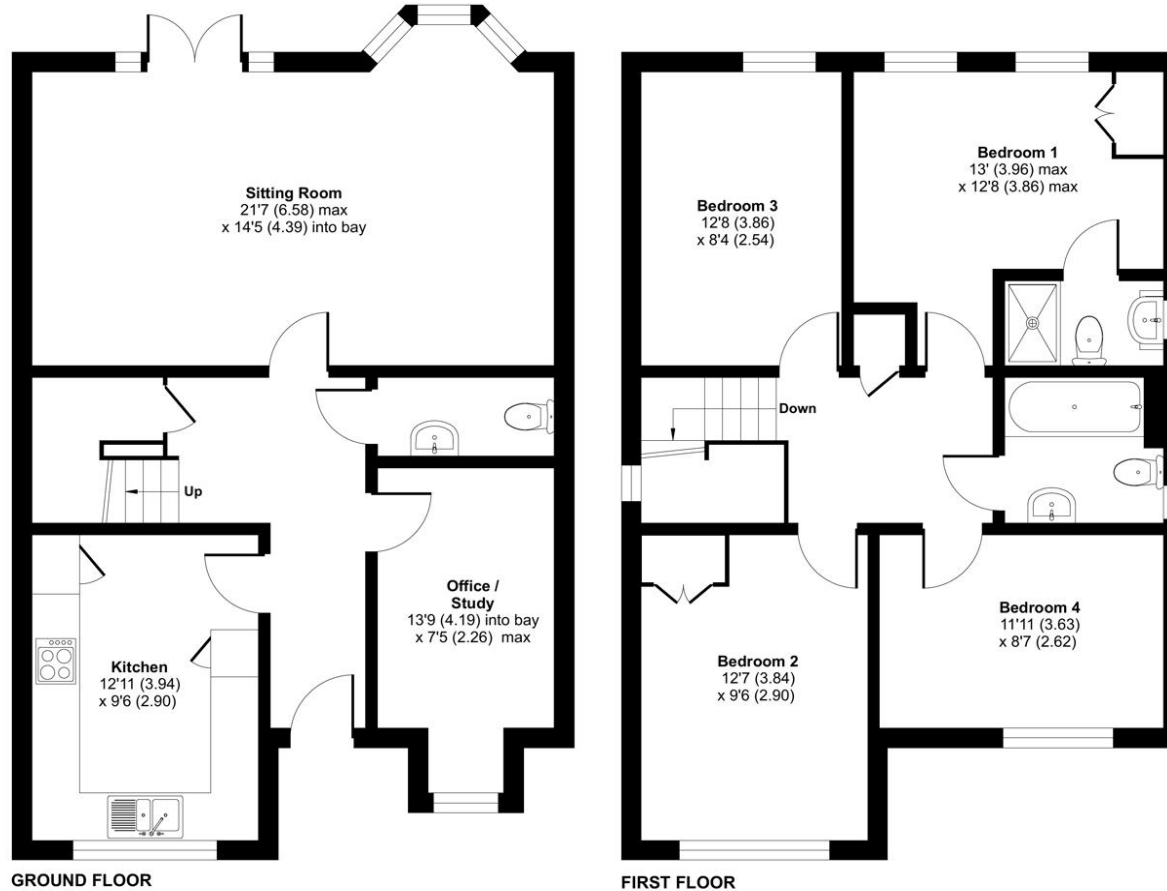 Sitting Room
21'7 (6.58) max
x 14'5 (4.39) into bay
Up
Kitchen
12'11 (3.94)
x 9'6 (2.90)
Office /
Study
13'9 (4.19) into bay
x 7'5 (2.26) max
GROUND FLOOR
Bedroom 3
12'8 (3.86)
x 8'4 (2.54)
Bedroom 1
13' (3.96) max
x 12'8 (3.86) max
Down
Bedroom 2
12'7 (3.84)
x 9'6 (2.90)
Bedroom 4
11'11 (3.63)
x 8'7 (2.62)
FIRST FLOOR